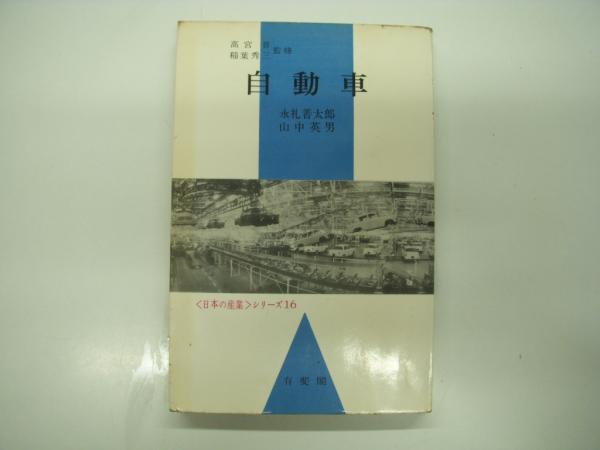 高宮 晋
稲葉秀三 監修
自動車
永礼善太郎
山中英男
<日本の産業>シリーズ16
有斐閣